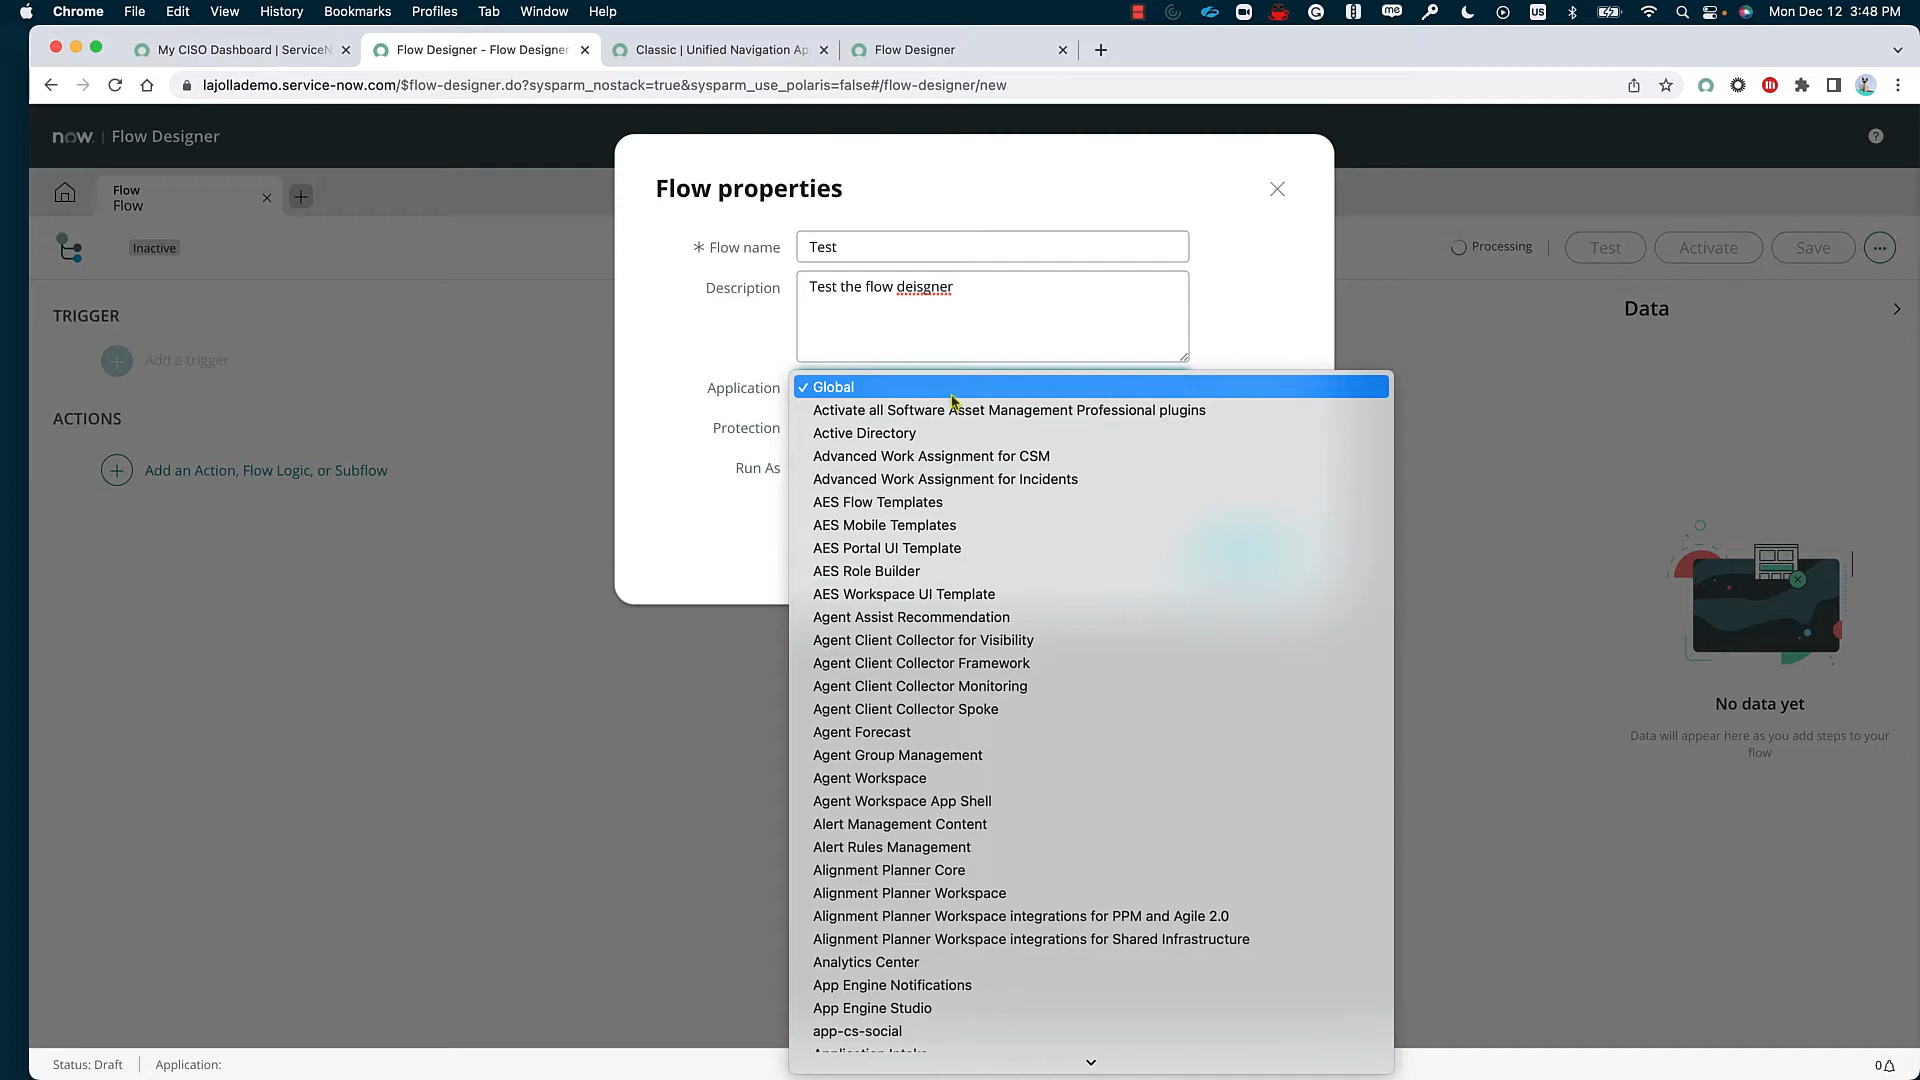 Chrome File Edit View History Bookmarks Profiles Tab Window Help me US Mon Dec 12 3:48 PM
My CISO Dashboard | ServiceN Flow Designer - Flow Designer Classic | Unified Navigation Ap Flow Designer
lajollademo.service-now.com/$flow-designer.do?sysparm_nostack=true&sysparm_use_polaris=false#/flow-designer/new
now. | Flow Designer
Flow
Flow
Inactive
Processing Test Activate Save
TRIGGER
Add a trigger
ACTIONS
Add an Action, Flow Logic, or Subflow
Flow properties
* Flow name Test
Description Test the flow deisgner
Application
Protection
Run As
✓ Global
Activate all Software Asset Management Professional plugins
Active Directory
Advanced Work Assignment for CSM
Advanced Work Assignment for Incidents
AES Flow Templates
AES Mobile Templates
AES Portal UI Template
AES Role Builder
AES Workspace UI Template
Agent Assist Recommendation
Agent Client Collector for Visibility
Agent Client Collector Framework
Agent Client Collector Monitoring
Agent Client Collector Spoke
Agent Forecast
Agent Group Management
Agent Workspace
Agent Workspace App Shell
Alert Management Content
Alert Rules Management
Alignment Planner Core
Alignment Planner Workspace
Alignment Planner Workspace integrations for PPM and Agile 2.0
Alignment Planner Workspace integrations for Shared Infrastructure
Analytics Center
App Engine Notifications
App Engine Studio
app-cs-social
Data
No data yet
Data will appear here as you add steps to your
flow
Status: Draft Application: 0